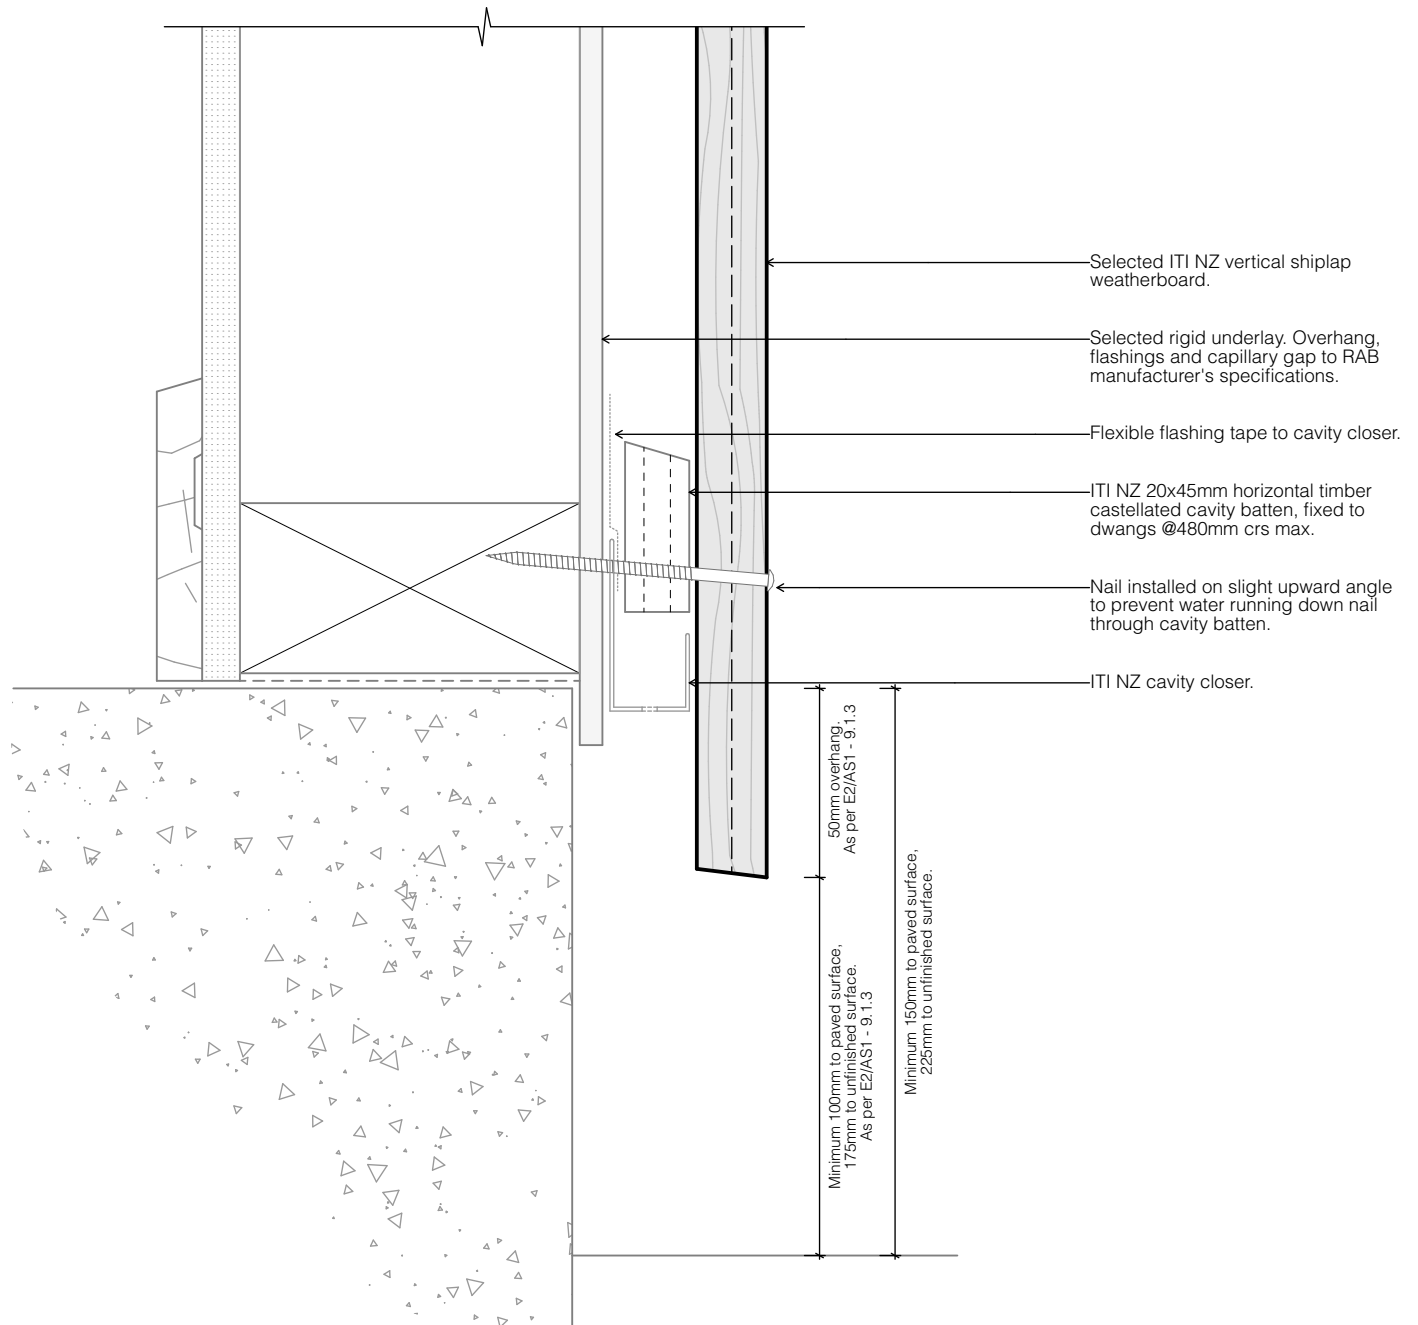 Selected ITI NZ vertical shiplap
weatherboard.
Selected rigid underlay. Overhang,
flashings and capillary gap to RAB
manufacturer's specifications.
Flexible flashing tape to cavity closer.
ITI NZ 20x45mm horizontal timber
castellated cavity batten, fixed to
dwangs @480mm crs max.
Nail installed on slight upward angle
to prevent water running down nail
through cavity batten.
ITI NZ cavity closer.
50mm overhang.
As per E2/AS1 - 9.1.3
Minimum 100mm to paved surface,
175mm to unfinished surface.
As per E2/AS1 - 9.1.3
Minimum 150mm to paved surface,
225mm to unfinished surface.